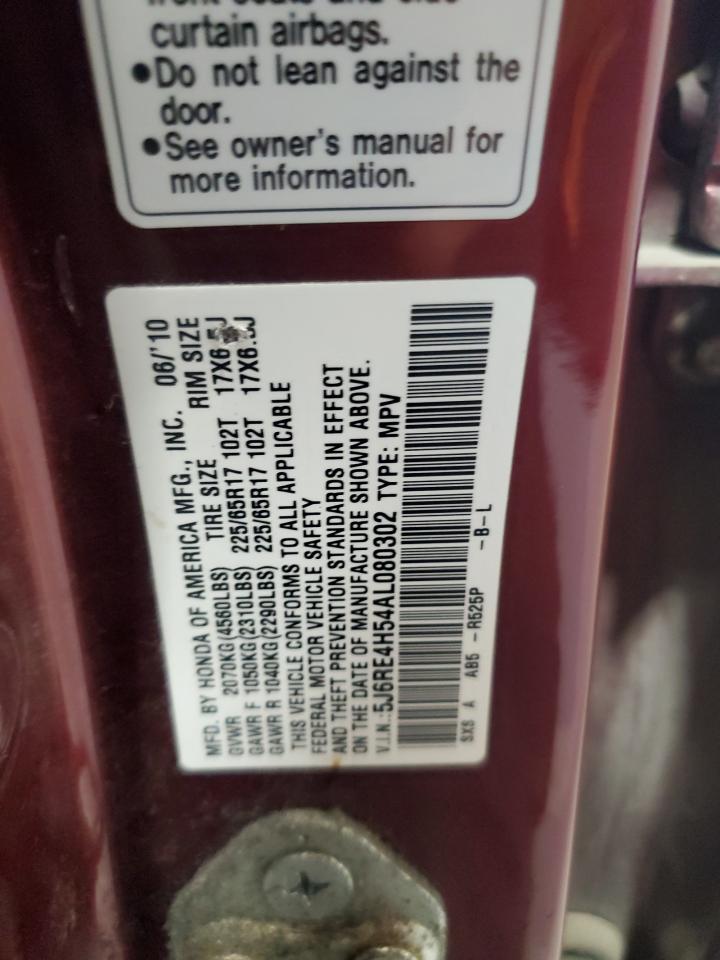 curtain airbags.
●Do not lean against the
door.
●See owner's manual for
more information.
MFD. BY HONDA OF AMERICA MFG., INC. 06/'10
GVWR 2070KG(4560LBS) TIRE SIZE RIM SIZE
GAWR F 1050KG(2310LBS) 225/65R17 102T 17X6.5J
GAWR R 1040KG(2290LBS) 225/65R17 102T 17X6.5J
THIS VEHICLE CONFORMS TO ALL APPLICABLE
FEDERAL MOTOR VEHICLE SAFETY
AND THEFT PREVENTION STANDARDS IN EFFECT
ON THE DATE OF MANUFACTURE SHOWN ABOVE.
V.I.N.:5J6RE4H54AL080302 TYPE: MPV
SXS A AB5 -R525P -B-L